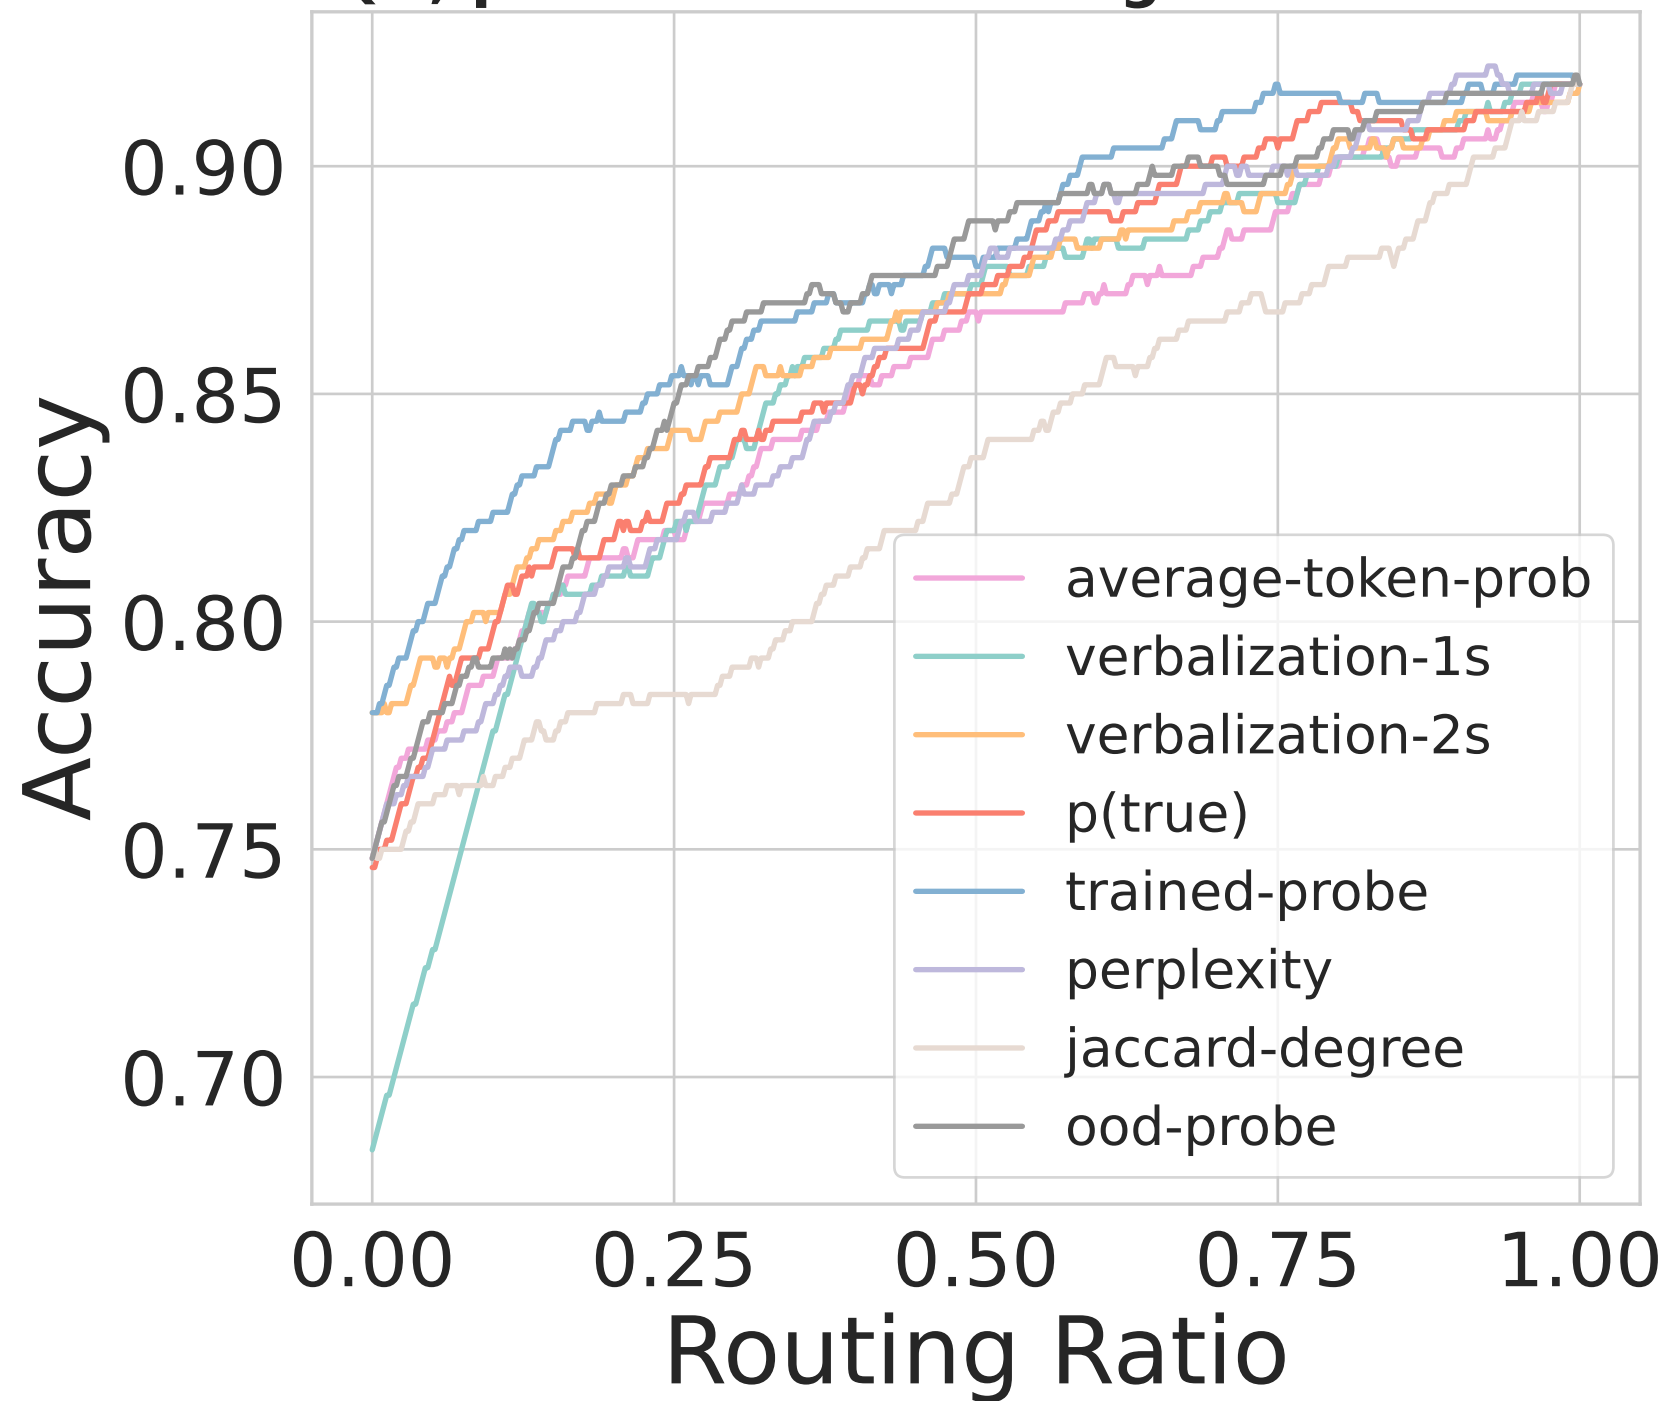 Accuracy
0.90
0.85
0.80
0.75
0.70
average-token-prob
verbalization-1s
verbalization-2s
p(true)
trained-probe
perplexity
jaccard-degree
ood-probe
0.00 0.25 0.50 0.75 1.00
Routing Ratio